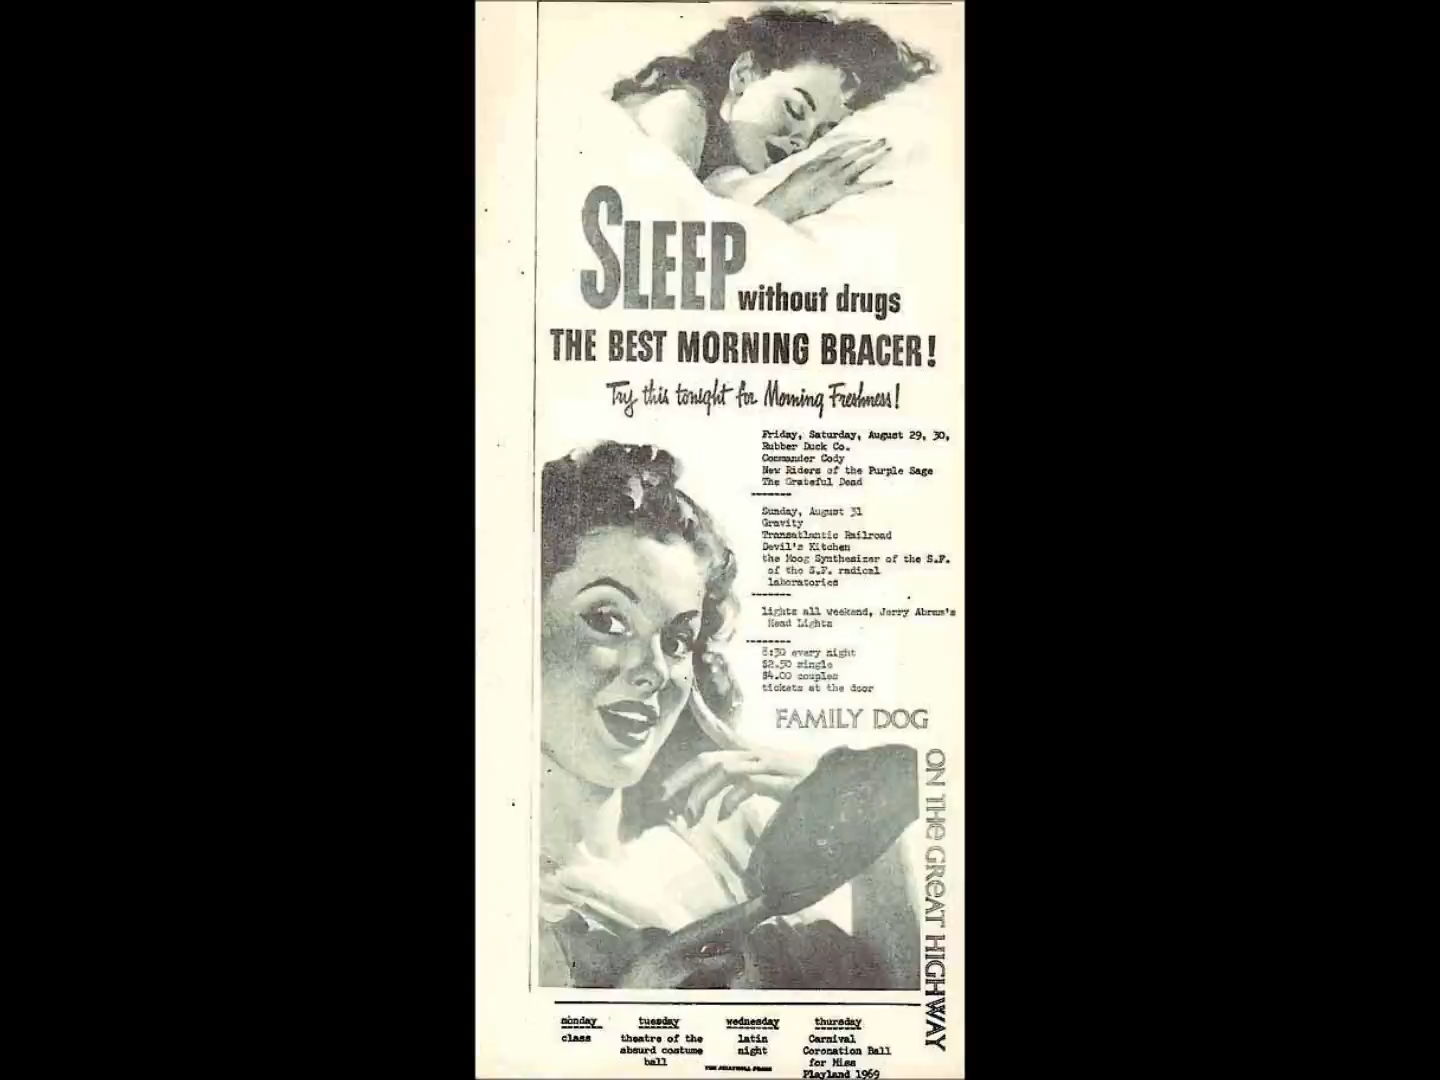 SLEEP without drugs
THE BEST MORNING BRACER!
Try this tonight for Morning Freshness!
Friday, Saturday, August 29, 30,
Rubber Duck Co.
Commander Cody
New Riders of the Purple Sage
The Grateful Dead
Sunday, August 31
Gravity
Transatlantic Railroad
Devil's Kitchen
the Moog Synthesizer of the S.F.
of the S.F. radical
laboratories
lights all weekend, Jerry Abram's
Head Lights
8:30 every night
$2.50 single
$4.00 couples
tickets at the door
FAMILY DOG
ON THE GREAT HIGHWAY
monday
class
tuesday
theatre of the
absurd costume
ball
wednesday
latin
night
thursday
Carnival
Coronation Ball
for Miss
Playland 1969